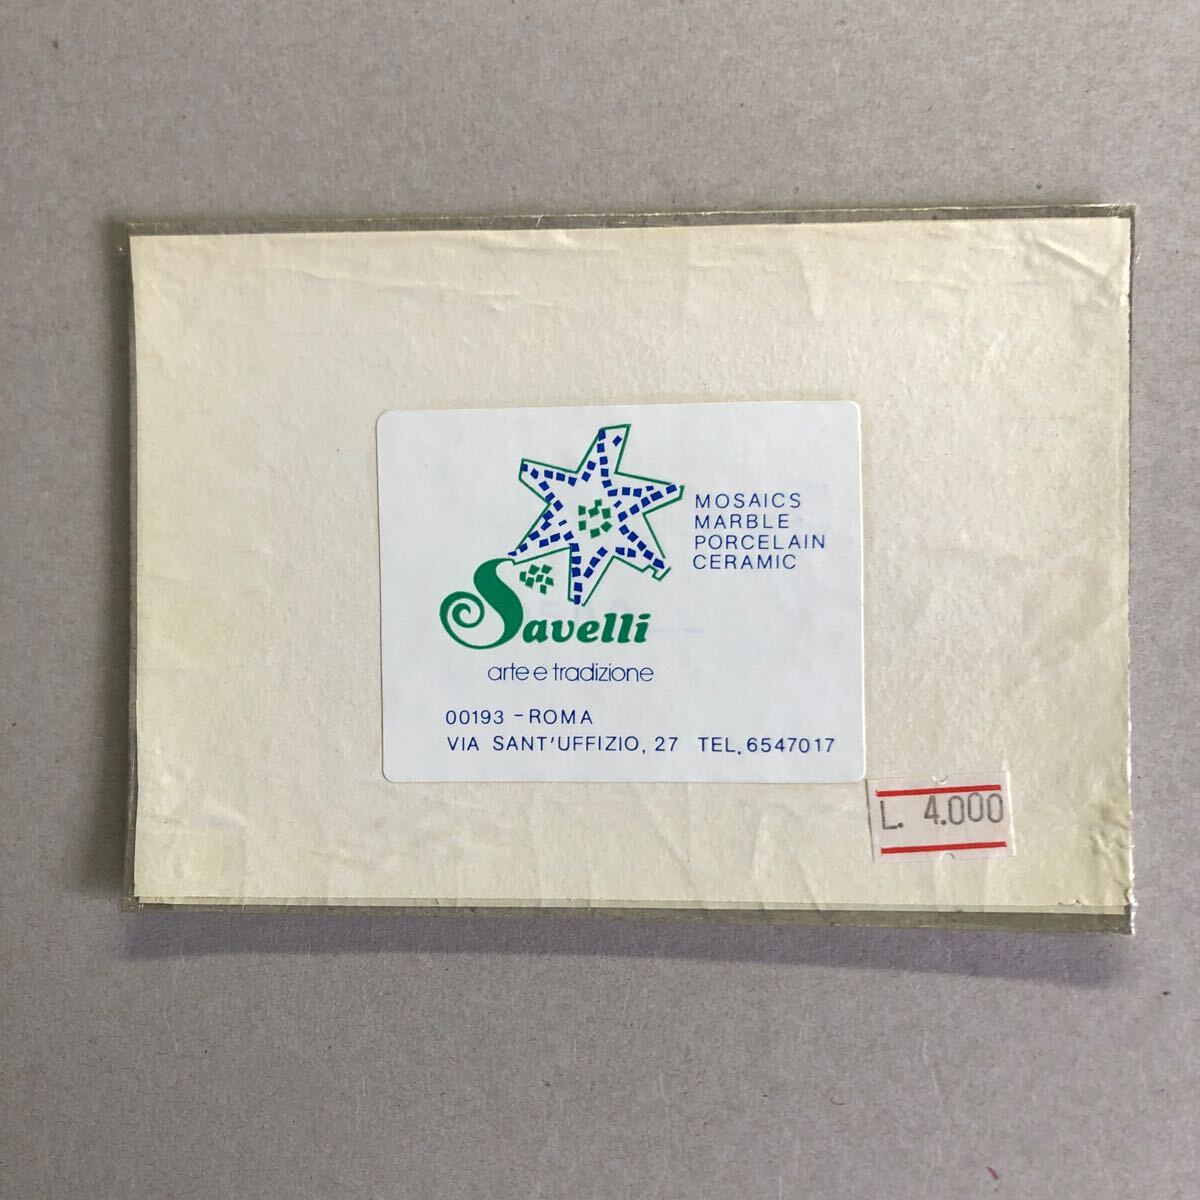 MOSAICS
MARBLE
PORCELAIN
CERAMIC
Savelli
arte e tradizione
00193 - ROMA
VIA SANT'UFFIZIO, 27 TEL. 6547017
L. 4.000